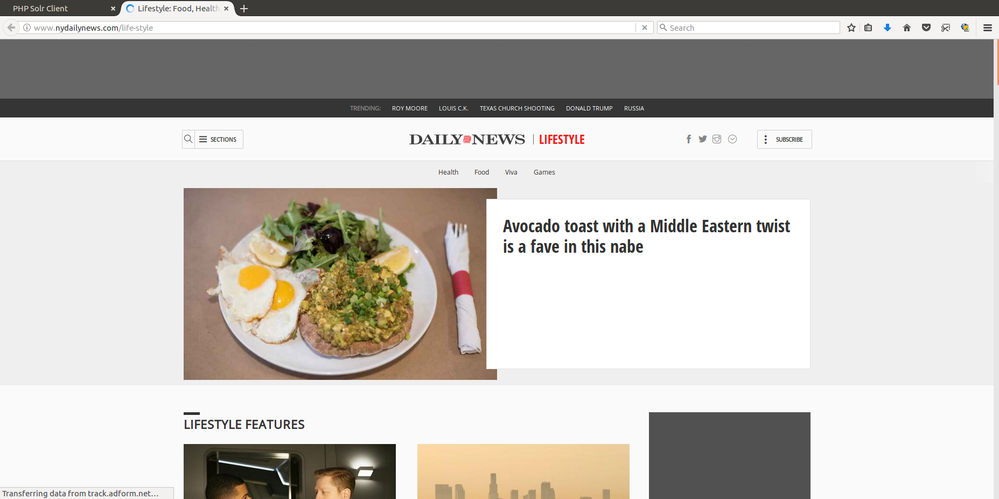 PHP Solr Client
Lifestyle: Food, Health
www.nydailynews.com/life-style
Search
TRENDING: ROY MOORE LOUIS C.K. TEXAS CHURCH SHOOTING DONALD TRUMP RUSSIA
SECTIONS
DAILY NEWS | LIFESTYLE
SUBSCRIBE
Health Food Viva Games
Avocado toast with a Middle Eastern twist
is a fave in this nabe
LIFESTYLE FEATURES
Transferring data from track.adform.net...